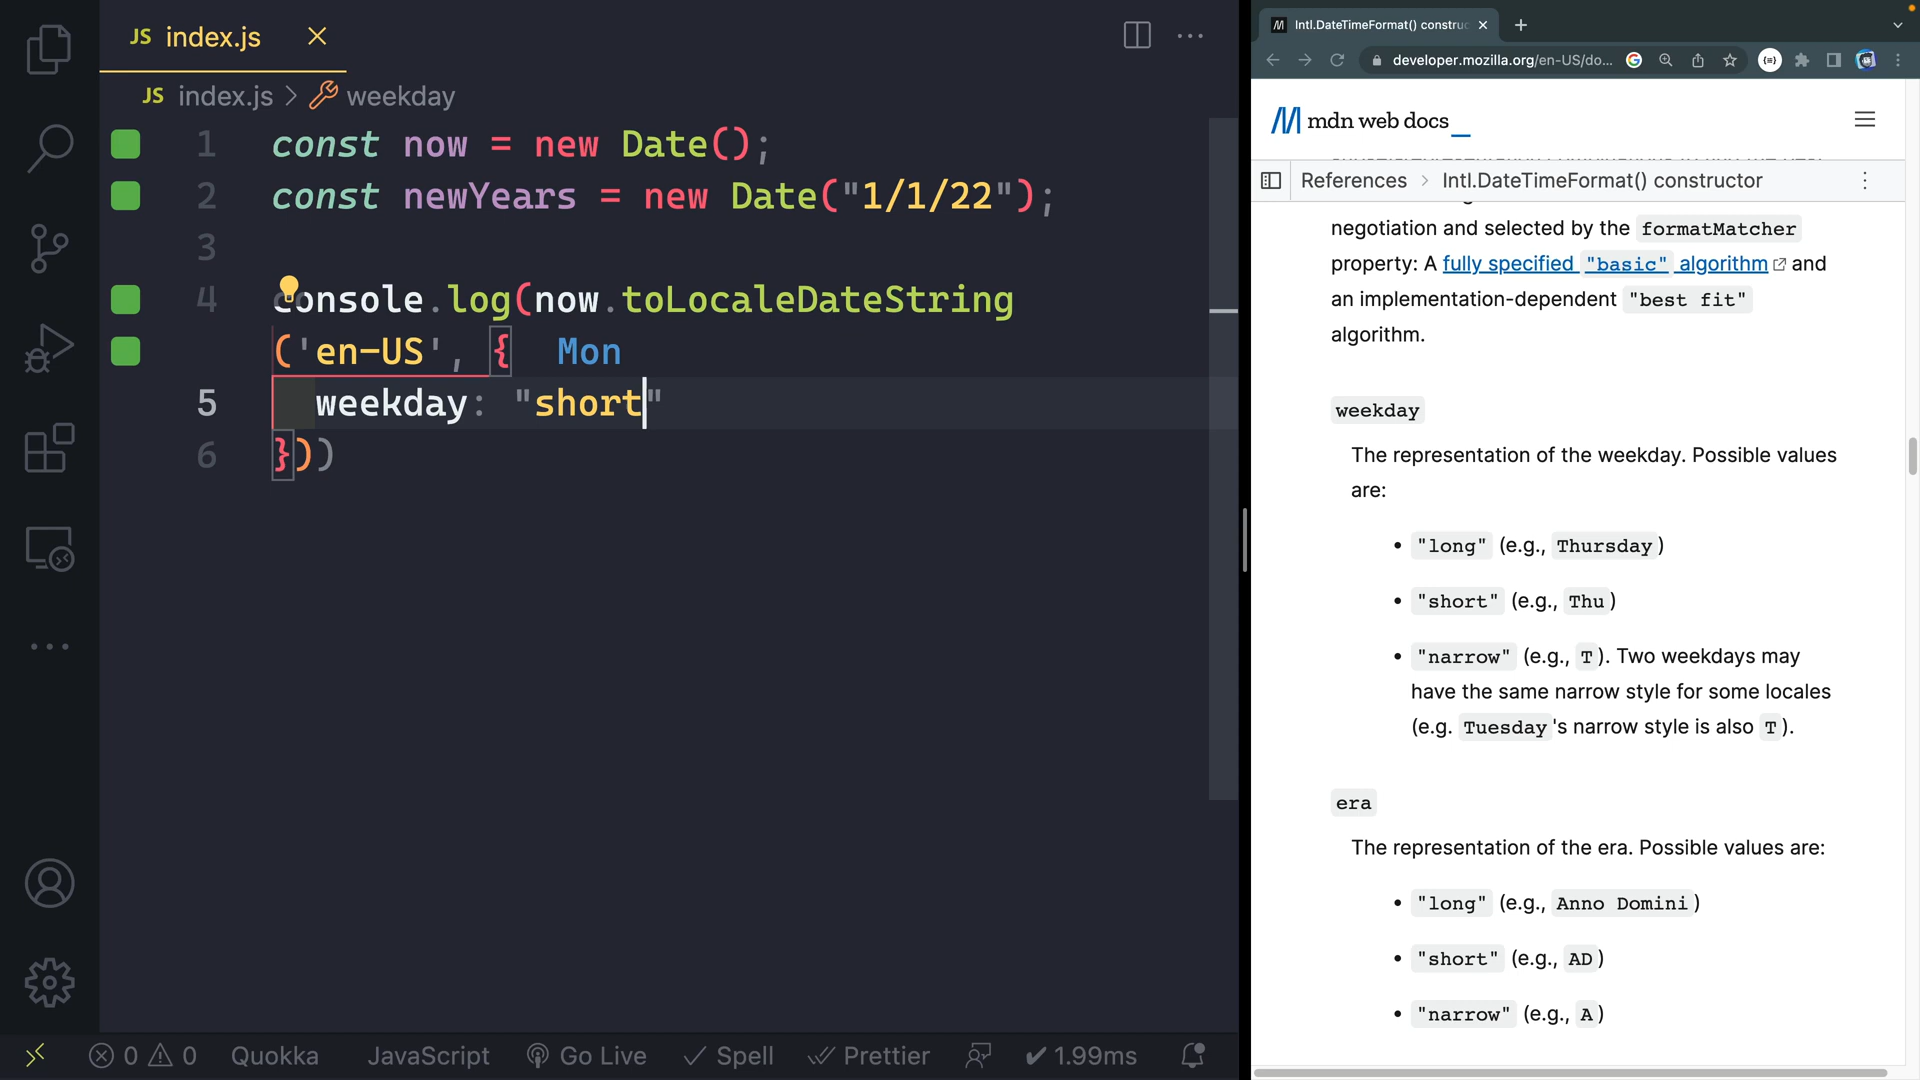 JS index.js
JS index.js > weekday
1 const now = new Date();
2 const newYears = new Date("1/1/22");
3
4 console.log(now.toLocaleDateString
('en-US', { Mon
5 weekday: "short"
6 }))
0 0 Quokka JavaScript Go Live Spell Prettier 1.99ms
Intl.DateTimeFormat() constru
developer.mozilla.org/en-US/do...
mdn web docs_
References > Intl.DateTimeFormat() constructor
negotiation and selected by the formatMatcher
property: A fully specified "basic" algorithm and
an implementation-dependent "best fit"
algorithm.
weekday
The representation of the weekday. Possible values
are:
• "long" (e.g., Thursday)
• "short" (e.g., Thu)
• "narrow" (e.g., T). Two weekdays may
have the same narrow style for some locales
(e.g. Tuesday's narrow style is also T).
era
The representation of the era. Possible values are:
• "long" (e.g., Anno Domini)
• "short" (e.g., AD)
• "narrow" (e.g., A)